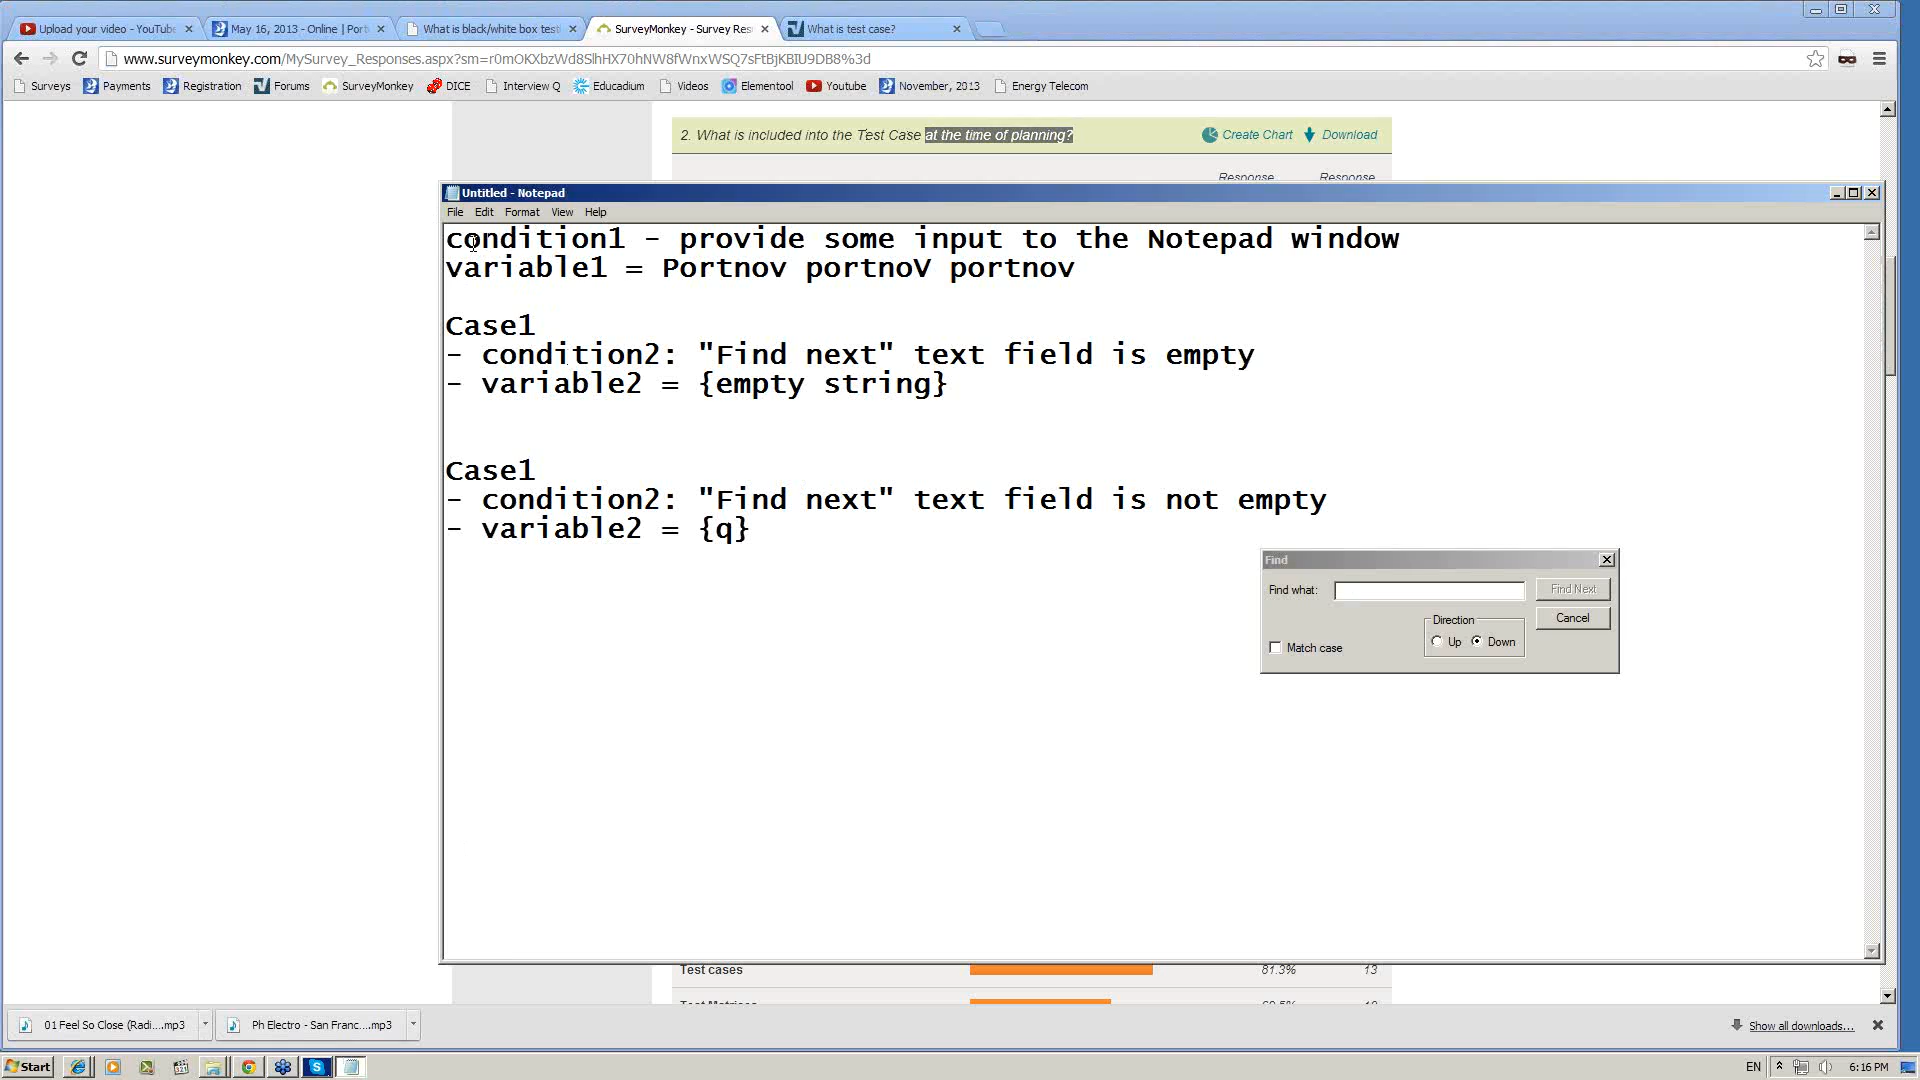 Upload your video - YouTube
May 16, 2013 - Online | Port
What is black/white box test
SurveyMonkey - Survey Res
What is test case?
www.surveymonkey.com/MySurvey_Responses.aspx?sm=r0mOKXbzWd8SlhHX70hNW8fWnxWSQ7sFtBjKBIU9DB8%3d
Surveys
Payments
Registration
Forums
SurveyMonkey
DICE
Interview Q
Educadium
Videos
Elementool
Youtube
November, 2013
Energy Telecom
2. What is included into the Test Case at the time of planning?
Create Chart
Download
Response
Response
Untitled - Notepad
File Edit Format View Help
condition1 - provide some input to the Notepad window
variable1 = Portnov portnoV portnov
Case1
- condition2: "Find next" text field is empty
- variable2 = {empty string}
Case1
- condition2: "Find next" text field is not empty
- variable2 = {q}
Find
Find what:
Find Next
Direction
Cancel
Up
Down
Match case
Test cases
81.3%
13
01 Feel So Close (Radi....mp3
Ph Electro - San Franc....mp3
Show all downloads...
Start
EN
6:16 PM